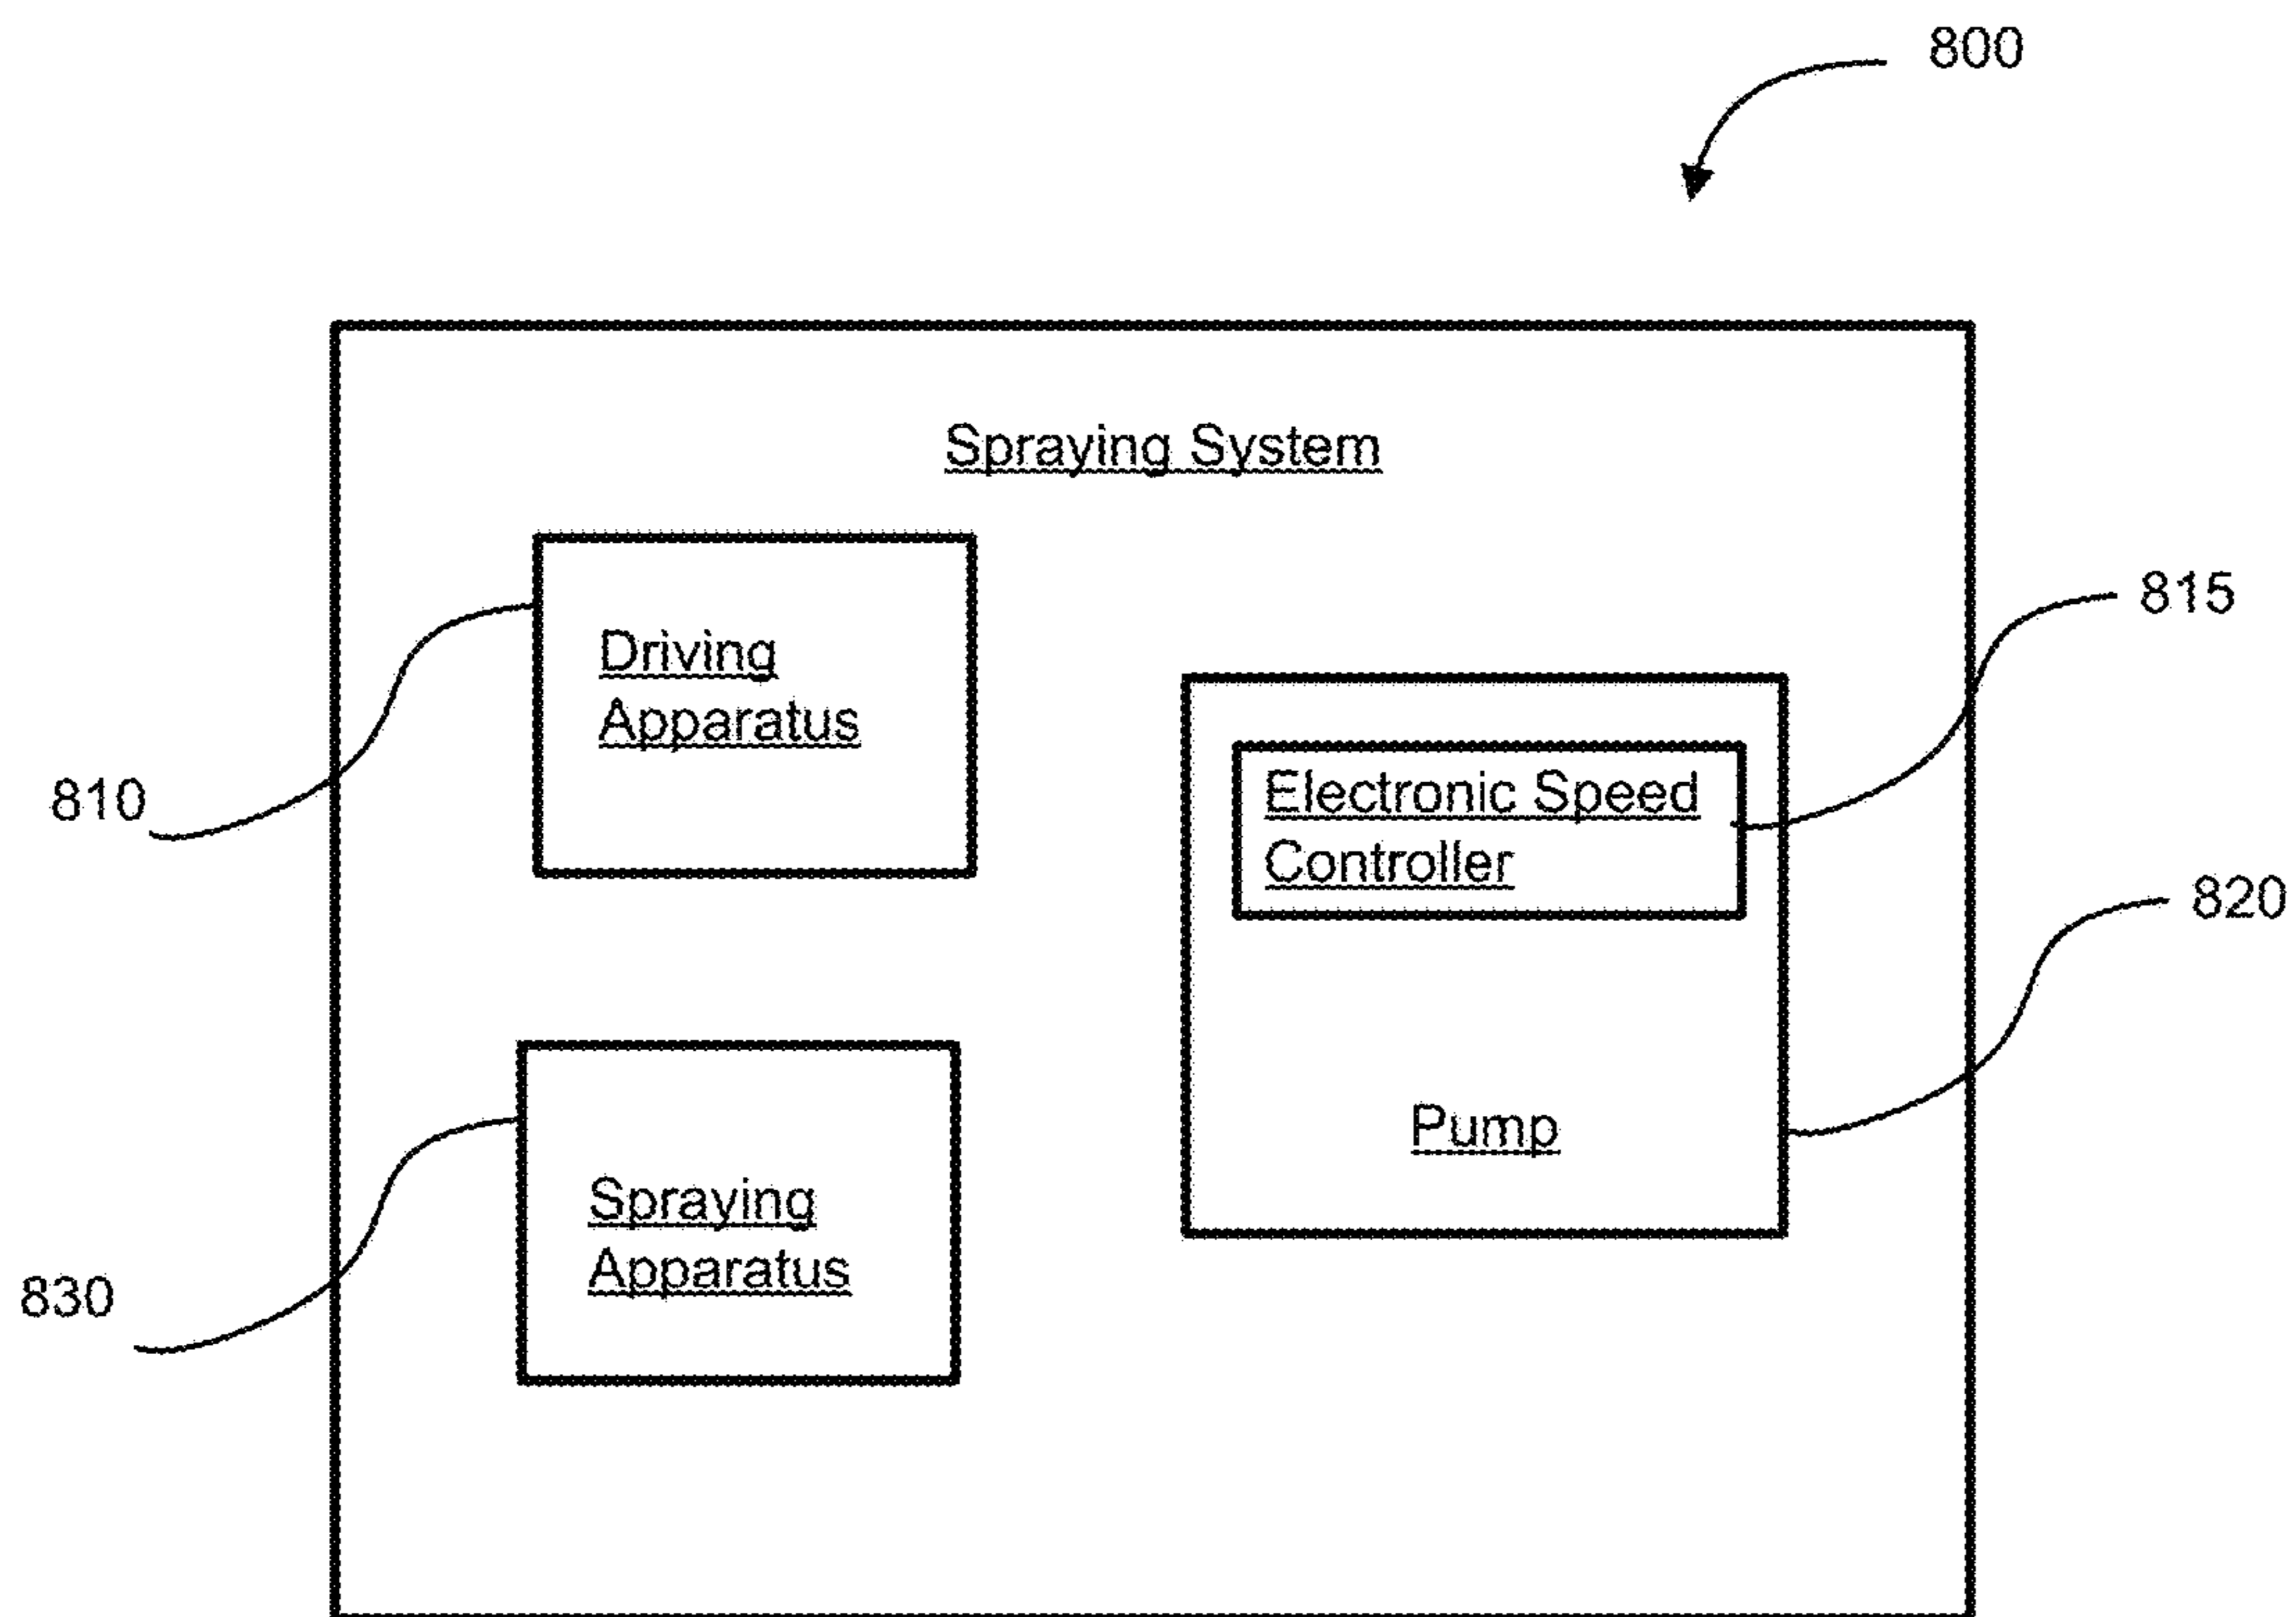 800
Spraying System
815
Driving
Apparatus
Electronic Speed
Controller
810
820
Pump
Spraying
Apparatus
830